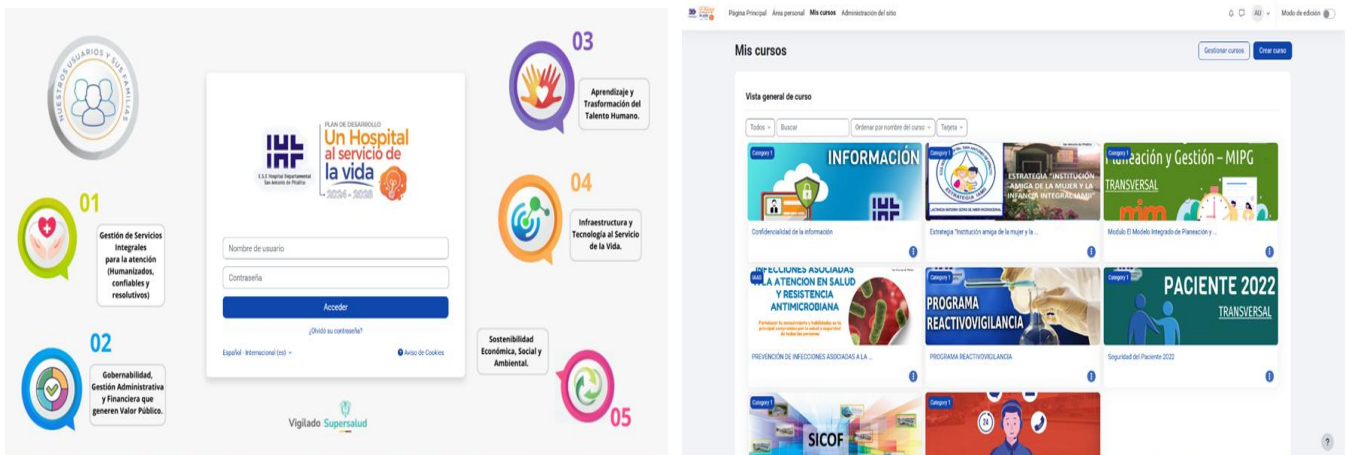 NUESTROS USUARIOS Y SUS FAMILIAS
01
Gestión de Servicios
Integrales
para la atención
(Humanizados,
confiables y
resolutivos)
02
Gobernabilidad,
Gestión Administrativa
y Financiera que
generen Valor Público.
PLAN DE DESARROLLO
Un Hospital
al servicio de
la vida
2024 - 2028
E.S.E Hospital Departamental
San Antonio de Pitalito
Nombre de usuario
Contraseña
Acceder
¿Olvidó su contraseña?
Español - Internacional (es)
Aviso de Cookies
Vigilado Supersalud
03
Aprendizaje y
Trasformación del
Talento Humano.
04
Infraestructura y
Tecnología al Servicio
de la Vida.
Sostenibilidad
Económica, Social y
Ambiental.
05
Página Principal Área personal Mis cursos Administración del sitio
AU
Modo de edición
Mis cursos
Gestionar cursos
Crear curso
Vista general de curso
Todos
Buscar
Ordenar por nombre del curso
Tarjeta
Category 1
INFORMACIÓN
Confidencialidad de la información
Category 1
ESTRATEGIA "INSTITUCIÓN
AMIGA DE LA MUJER Y LA
INFANCIA INTEGRAL IAMII"
Estrategia "Institución amiga de la mujer y la ...
Category 1
neación y Gestión – MIPG
TRANSVERSAL
Modulo El Modelo Integrado de Planeación y ...
IAAS
INFECCIONES ASOCIADAS
LA ATENCION EN SALUD
Y RESISTENCIA
ANTIMICROBIANA
PREVENCIÓN DE INFECCIONES ASOCIADAS A LA ...
Category 1
PROGRAMA
REACTIVOVIGILANCIA
PROGRAMA REACTIVOVIGILANCIA
Category 1
PACIENTE 2022
TRANSVERSAL
Seguridad del Paciente 2022
Category 1
SICOF
Category 1
24
?